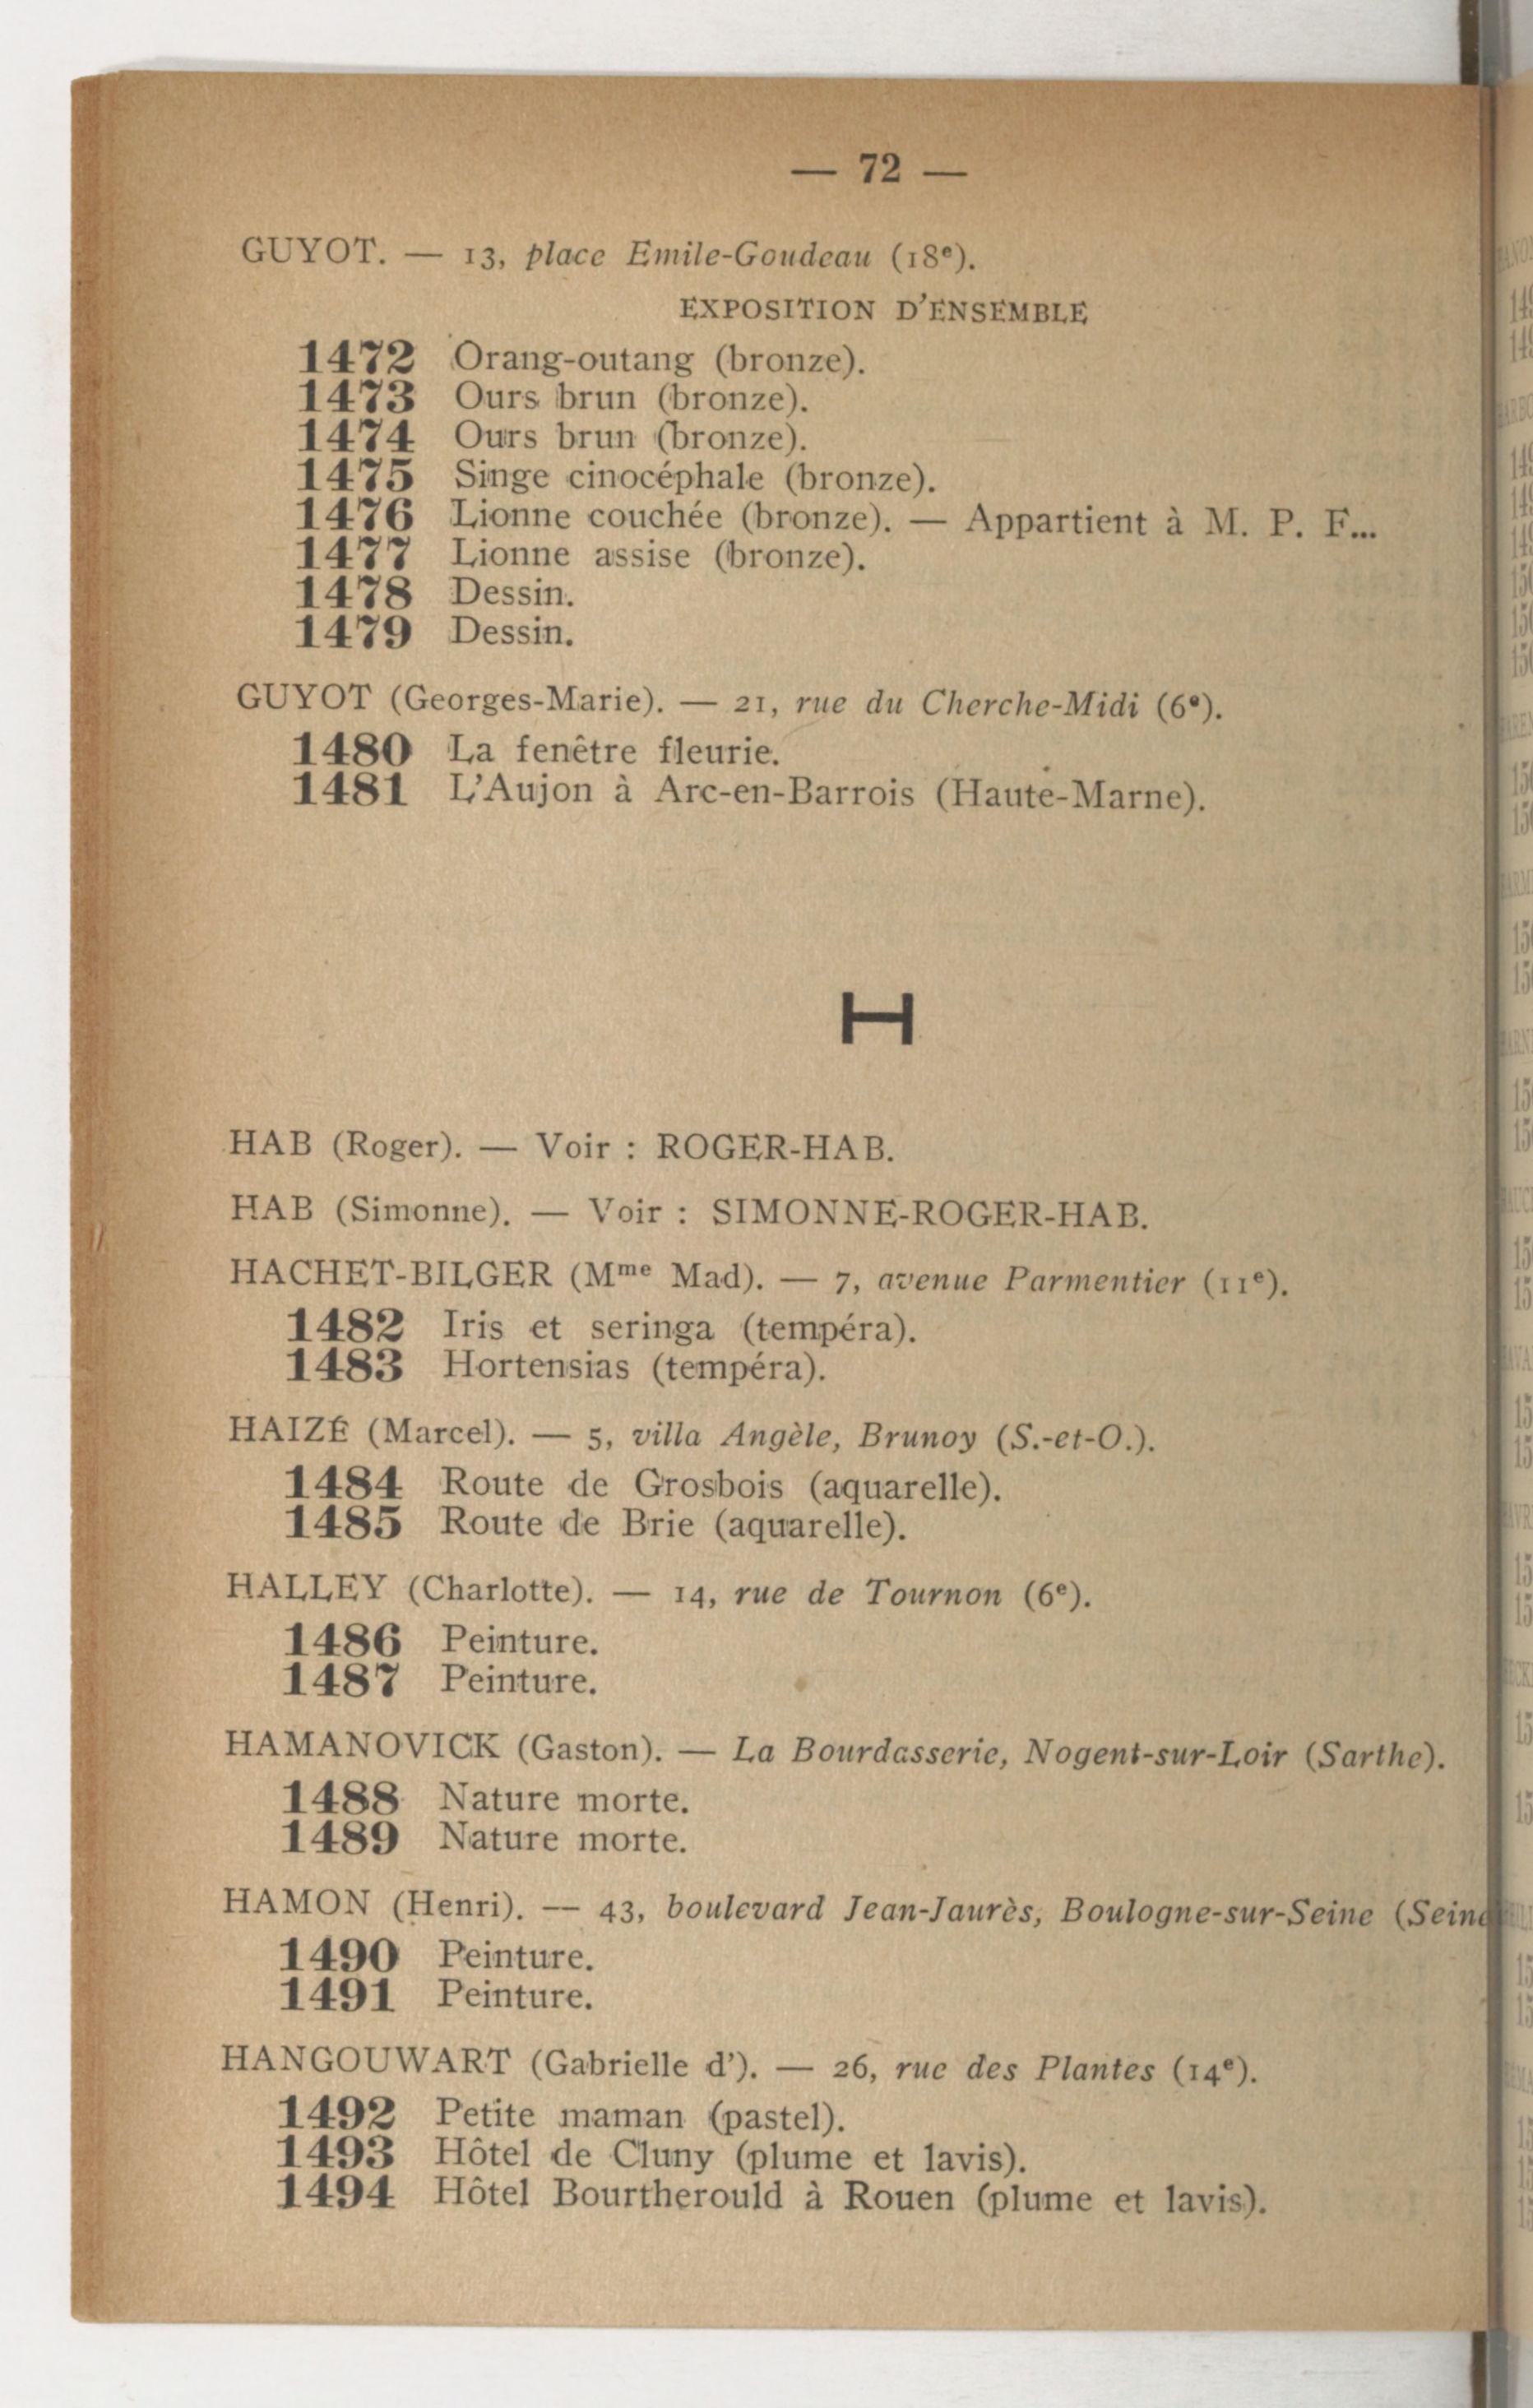 — 72 —
GUYOT. — 13, place Emile-Goudeau (18e).
EXPOSITION D'ENSEMBLE
1472 Orang-outang (bronze).
1473 Ours brun (bronze).
1474 Ours brun (bronze).
1475 Singe cinocéphale (bronze).
1476 Lionne couchée (bronze). — Appartient à M. P. F...
1477 Lionne assise (bronze).
1478 Dessin.
1479 Dessin.
GUYOT (Georges-Marie). — 21, rue du Cherche-Midi (6e).
1480 La fenêtre fleurie.
1481 L'Aujon à Arc-en-Barrois (Haute-Marne).
H
HAB (Roger). — Voir : ROGER-HAB.
HAB (Simonne). — Voir : SIMONNE-ROGER-HAB.
HACHET-BILGER (Mme Mad). — 7, avenue Parmentier (11e).
1482 Iris et seringa (tempéra).
1483 Hortensias (tempéra).
HAIZÉ (Marcel). — 5, villa Angèle, Brunoy (S.-et-O.).
1484 Route de Grosbois (aquarelle).
1485 Route de Brie (aquarelle).
HALLEY (Charlotte). — 14, rue de Tournon (6e).
1486 Peinture.
1487 Peinture.
HAMANOVICK (Gaston). — La Bourdasserie, Nogent-sur-Loir (Sarthe).
1488 Nature morte.
1489 Nature morte.
HAMON (Henri). — 43, boulevard Jean-Jaurès, Boulogne-sur-Seine (Seine
1490 Peinture.
1491 Peinture.
HANGOUWART (Gabrielle d'). — 26, rue des Plantes (14e).
1492 Petite maman (pastel).
1493 Hôtel de Cluny (plume et lavis).
1494 Hôtel Bourtherould à Rouen (plume et lavis).